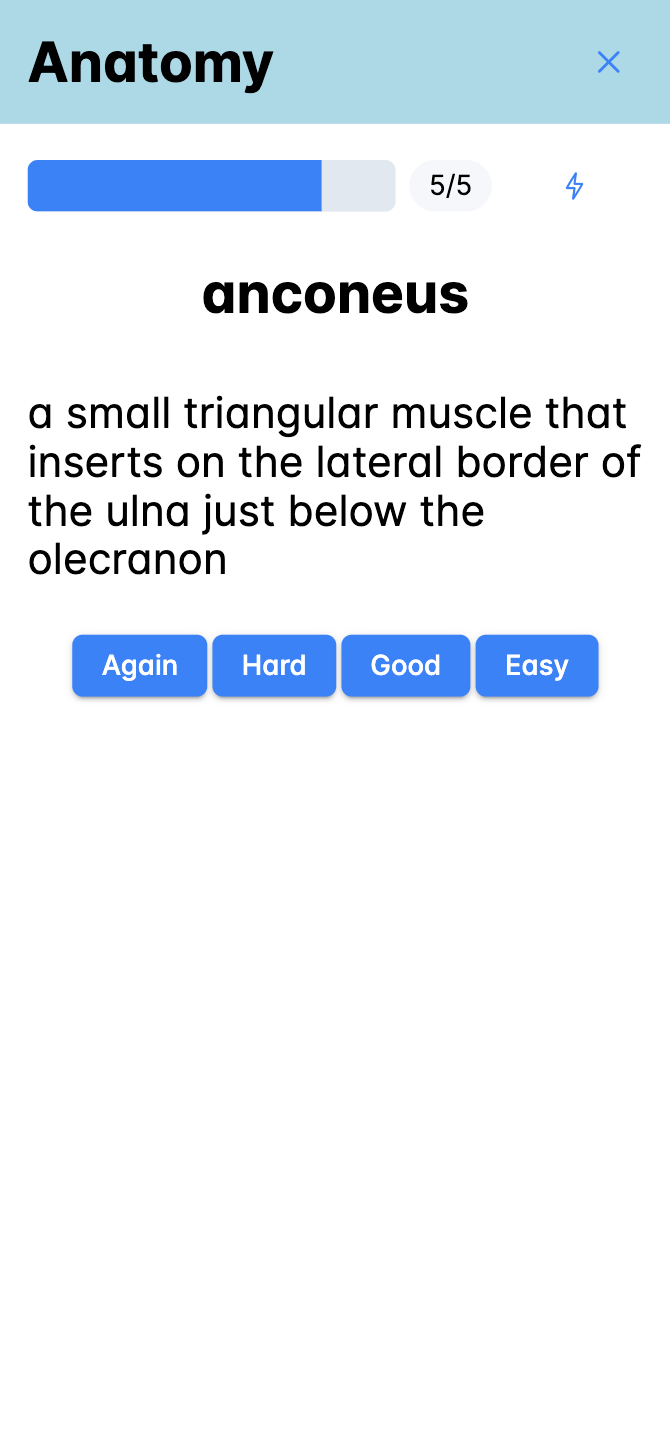 Anatomy
5/5
anconeus
a small triangular muscle that
inserts on the lateral border of
the ulna just below the
olecranon
Again Hard Good Easy